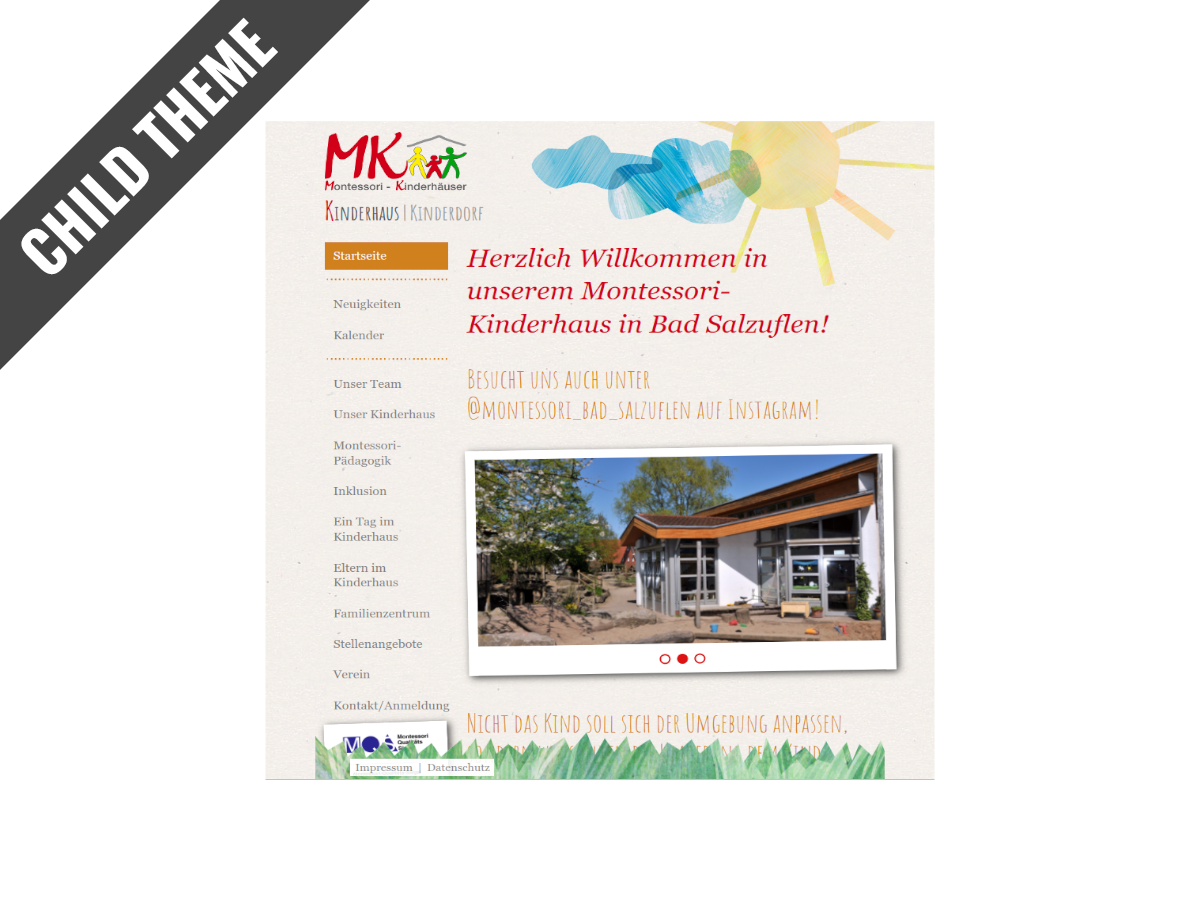 CHILD THEME
MK
Montessori - Kinderhäuser
KINDERHAUS | KINDERDORF
Startseite
Neuigkeiten
Kalender
Unser Team
Unser Kinderhaus
Montessori-
Pädagogik
Inklusion
Ein Tag im
Kinderhaus
Eltern im
Kinderhaus
Familienzentrum
Stellenangebote
Verein
Kontakt/Anmeldung
MQS Montessori
Qualitäts
Impressum | Datenschutz
Herzlich Willkommen in
unserem Montessori-
Kinderhaus in Bad Salzuflen!
BESUCHT UNS AUCH UNTER
@MONTESSORI_BAD_SALZUFLEN AUF INSTAGRAM!
NICHT DAS KIND SOLL SICH DER UMGEBUNG ANPASSEN,